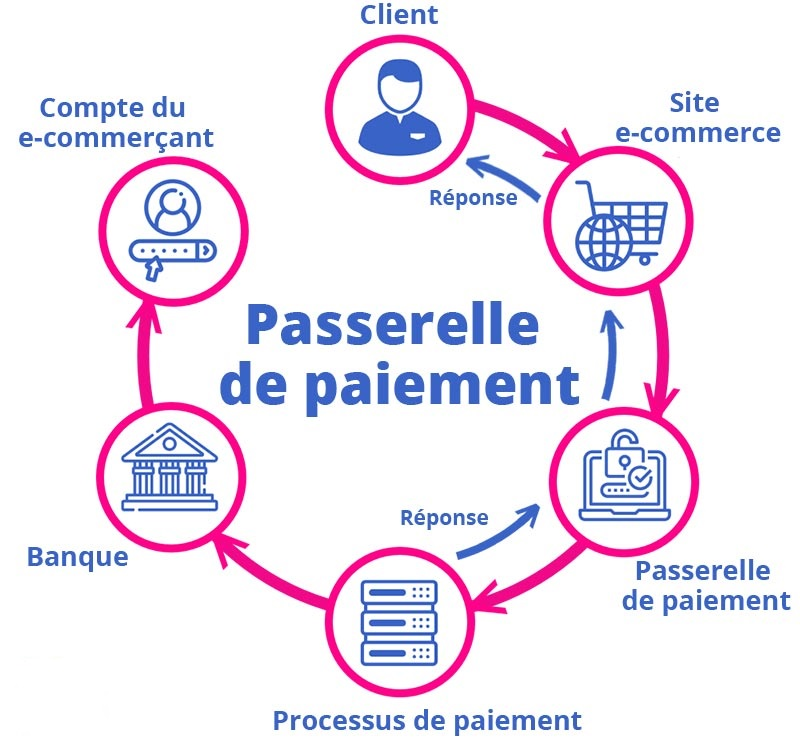 Client
Compte du
e-commerçant
Site
e-commerce
Réponse
Passerelle
de paiement
Réponse
Banque
Passerelle
de paiement
Processus de paiement